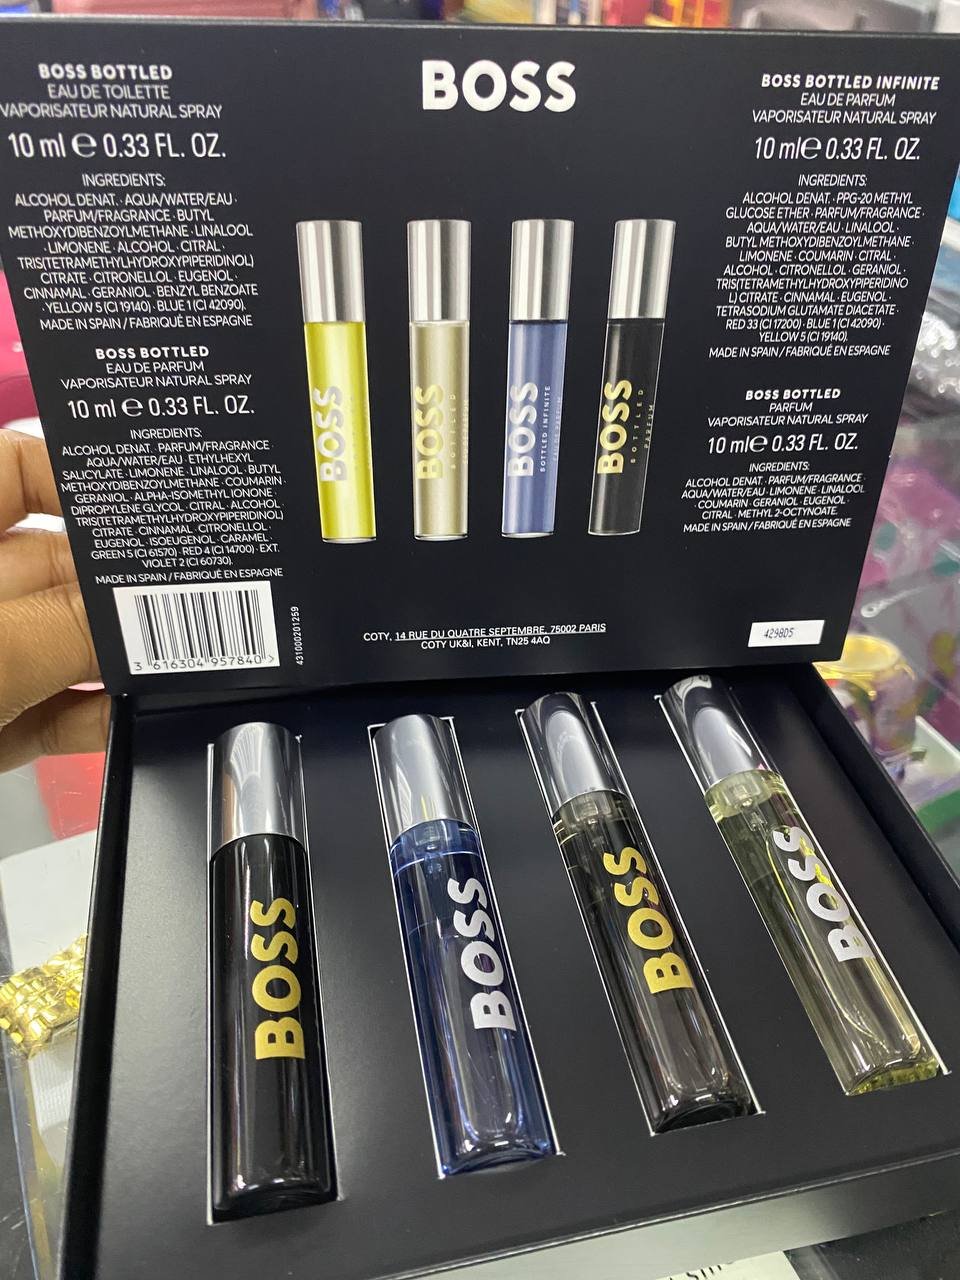 BOSS
BOSS BOTTLED
EAU DE TOILETTE
VAPORISATEUR NATURAL SPRAY
10 ml e 0.33 FL. OZ.
INGREDIENTS:
ALCOHOL DENAT. · AQUA/WATER/EAU ·
PARFUM/FRAGRANCE · BUTYL
METHOXYDIBENZOYLMETHANE · LINALOOL
· LIMONENE · ALCOHOL · CITRAL ·
TRIS(TETRAMETHYLHYDROXYPIPERIDINOL)
CITRATE · CITRONELLOL · EUGENOL ·
CINNAMAL · GERANIOL · BENZYL BENZOATE
· YELLOW 5 (CI 19140) · BLUE 1 (CI 42090).
MADE IN SPAIN / FABRIQUÉ EN ESPAGNE
BOSS BOTTLED
EAU DE PARFUM
VAPORISATEUR NATURAL SPRAY
10 ml e 0.33 FL. OZ.
INGREDIENTS:
ALCOHOL DENAT. · PARFUM/FRAGRANCE ·
AQUA/WATER/EAU · ETHYLHEXYL
SALICYLATE · LIMONENE · LINALOOL · BUTYL
METHOXYDIBENZOYLMETHANE · COUMARIN ·
GERANIOL · ALPHA-ISOMETHYL IONONE ·
DIPROPYLENE GLYCOL · CITRAL · ALCOHOL ·
TRIS(TETRAMETHYLHYDROXYPIPERIDINOL)
CITRATE · CINNAMAL · CITRONELLOL ·
EUGENOL · ISOEUGENOL · CARAMEL ·
GREEN 5 (CI 61570) · RED 4 (CI 14700) · EXT.
VIOLET 2 (CI 60730).
MADE IN SPAIN / FABRIQUÉ EN ESPAGNE
3 616304 957840 >
431000201259
BOSS
BOSS
BOTTLED
BOSS
BOTTLED INFINITE
EAU DE PARFUM
BOSS
BOTTLED
PARFUM
COTY, 14 RUE DU QUATRE SEPTEMBRE, 75002 PARIS
COTY UK&I, KENT, TN25 4AQ
BOSS BOTTLED INFINITE
EAU DE PARFUM
VAPORISATEUR NATURAL SPRAY
10 ml e 0.33 FL. OZ.
INGREDIENTS:
ALCOHOL DENAT. · PPG-20 METHYL
GLUCOSE ETHER · PARFUM/FRAGRANCE ·
AQUA/WATER/EAU · LINALOOL ·
BUTYL METHOXYDIBENZOYLMETHANE ·
LIMONENE · COUMARIN · CITRAL ·
ALCOHOL · CITRONELLOL · GERANIOL ·
TRIS(TETRAMETHYLHYDROXYPIPERIDINO
L) CITRATE · CINNAMAL · EUGENOL ·
TETRASODIUM GLUTAMATE DIACETATE ·
RED 33 (CI 17200) · BLUE 1 (CI 42090) ·
YELLOW 5 (CI 19140).
MADE IN SPAIN / FABRIQUÉ EN ESPAGNE
BOSS BOTTLED
PARFUM
VAPORISATEUR NATURAL SPRAY
10 ml e 0.33 FL. OZ.
INGREDIENTS:
ALCOHOL DENAT. · PARFUM/FRAGRANCE ·
AQUA/WATER/EAU · LIMONENE · LINALOOL
· COUMARIN · GERANIOL · EUGENOL ·
CITRAL · METHYL 2-OCTYNOATE.
MADE IN SPAIN / FABRIQUÉ EN ESPAGNE
4298D5
BOSS
BOSS
BOSS
BOSS